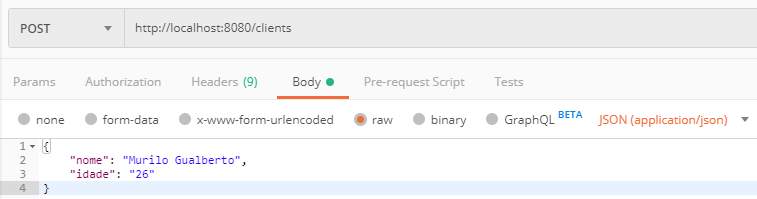 POST http://localhost:8080/clients
Params Authorization Headers (9) Body Pre-request Script Tests
none form-data x-www-form-urlencoded raw binary GraphQL BETA JSON (application/json)
1 {
2 "nome": "Murilo Gualberto",
3 "idade": "26"
4 }